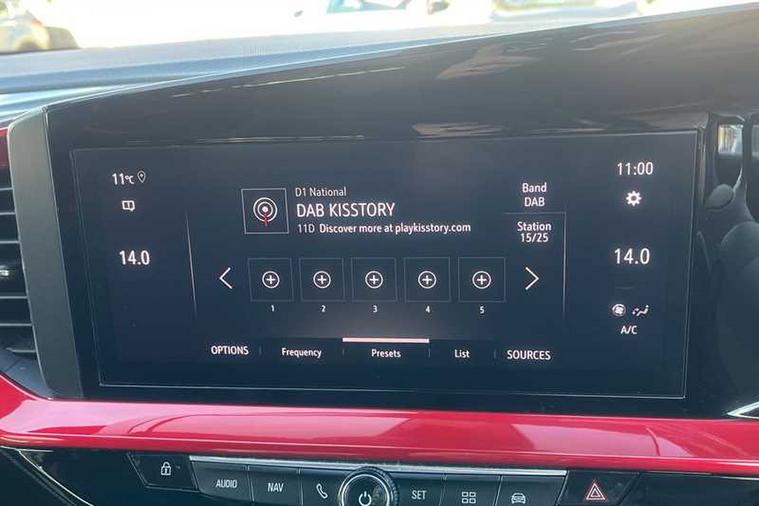 11°C
14.0
D1 National
DAB KISSTORY
11D Discover more at playkisstory.com
Band
DAB
Station
15/25
11:00
14.0
A/C
1 2 3 4 5
OPTIONS Frequency Presets List SOURCES
AUDIO NAV SET